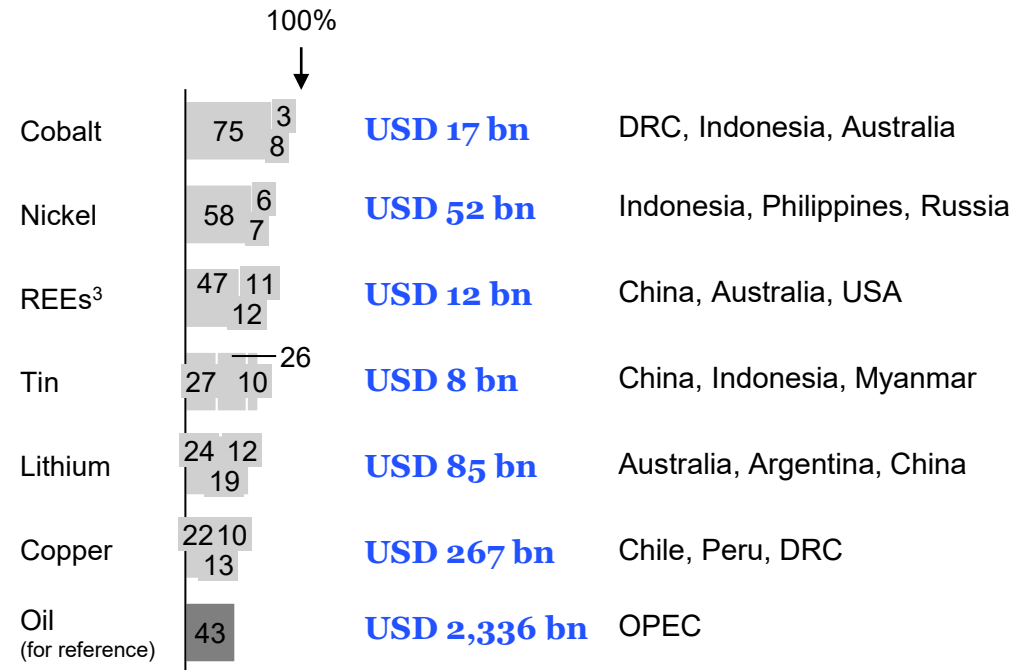 100%
Cobalt 75 8 3 USD 17 bn DRC, Indonesia, Australia
Nickel 58 7 6 USD 52 bn Indonesia, Philippines, Russia
REEs³ 47 12 11 USD 12 bn China, Australia, USA
Tin 27 26 10 USD 8 bn China, Indonesia, Myanmar
Lithium 24 19 12 USD 85 bn Australia, Argentina, China
Copper 22 13 10 USD 267 bn Chile, Peru, DRC
Oil 43 USD 2,336 bn OPEC
(for reference)